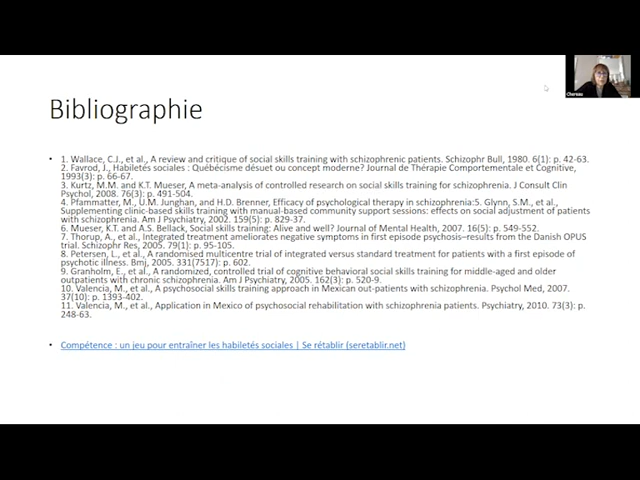 Chereau
Bibliographie
• 1. Wallace, C.J., et al., A review and critique of social skills training with schizophrenic patients. Schizophr Bull, 1980. 6(1): p. 42-63.
2. Favrod, J., Habiletés sociales : Québécisme désuet ou concept moderne? Journal de Thérapie Comportementale et Cognitive,
1993(3): p. 66-67.
3. Kurtz, M.M. and K.T. Mueser, A meta-analysis of controlled research on social skills training for schizophrenia. J Consult Clin
Psychol, 2008. 76(3): p. 491-504.
4. Pfammatter, M., U.M. Junghan, and H.D. Brenner, Efficacy of psychological therapy in schizophrenia:5. Glynn, S.M., et al.,
Supplementing clinic-based skills training with manual-based community support sessions: effects on social adjustment of patients
with schizophrenia. Am J Psychiatry, 2002. 159(5): p. 829-37.
6. Mueser, K.T. and A.S. Bellack, Social skills training: Alive and well? Journal of Mental Health, 2007. 16(5): p. 549-552.
7. Thorup, A., et al., Integrated treatment ameliorates negative symptoms in first episode psychosis–results from the Danish OPUS
trial. Schizophr Res, 2005. 79(1): p. 95-105.
8. Petersen, L., et al., A randomised multicentre trial of integrated versus standard treatment for patients with a first episode of
psychotic illness. Bmj, 2005. 331(7517): p. 602.
9. Granholm, E., et al., A randomized, controlled trial of cognitive behavioral social skills training for middle-aged and older
outpatients with chronic schizophrenia. Am J Psychiatry, 2005. 162(3): p. 520-9.
10. Valencia, M., et al., A psychosocial skills training approach in Mexican out-patients with schizophrenia. Psychol Med, 2007.
37(10): p. 1393-402.
11. Valencia, M., et al., Application in Mexico of psychosocial rehabilitation with schizophrenia patients. Psychiatry, 2010. 73(3): p.
248-63.
• Compétence : un jeu pour entraîner les habiletés sociales | Se rétablir (seretablir.net)